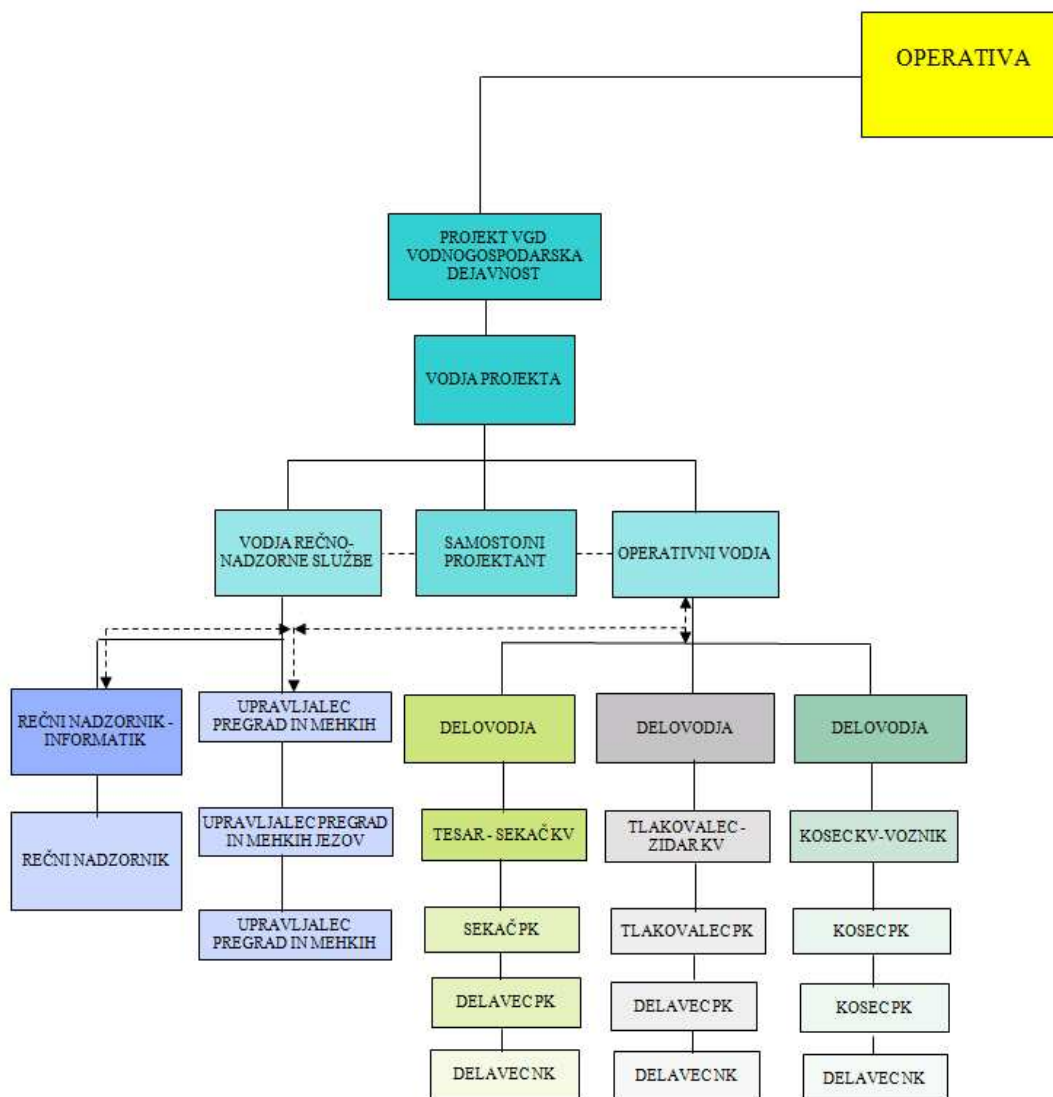 OPERATIVA
PROJEKT VGD
VODNOGOSPODARSKA
DEJAVNOST
VODJA PROJEKTA
VODJA REČNO-
NADZORNE SLUŽBE
SAMOSTOJNI
PROJEKTANT
OPERATIVNI VODJA
REČNI NADZORNIK -
INFORMATIK
UPRAVLJALEC
PREGRAD IN MEHKIH
DELOVODJA
DELOVODJA
DELOVODJA
REČNI NADZORNIK
UPRAVLJALEC PREGRAD
IN MEHKIH JEZOV
TESAR - SEKAČ KV
TLAKOVALEC -
ZIDAR KV
KOSEC KV-VOZNIK
UPRAVLJALEC
PREGRAD IN MEHKIH
SEKAČ PK
TLAKOVALEC PK
KOSEC PK
DELAVEC PK
DELAVEC PK
KOSEC PK
DELAVEC NK
DELAVEC NK
DELAVEC NK